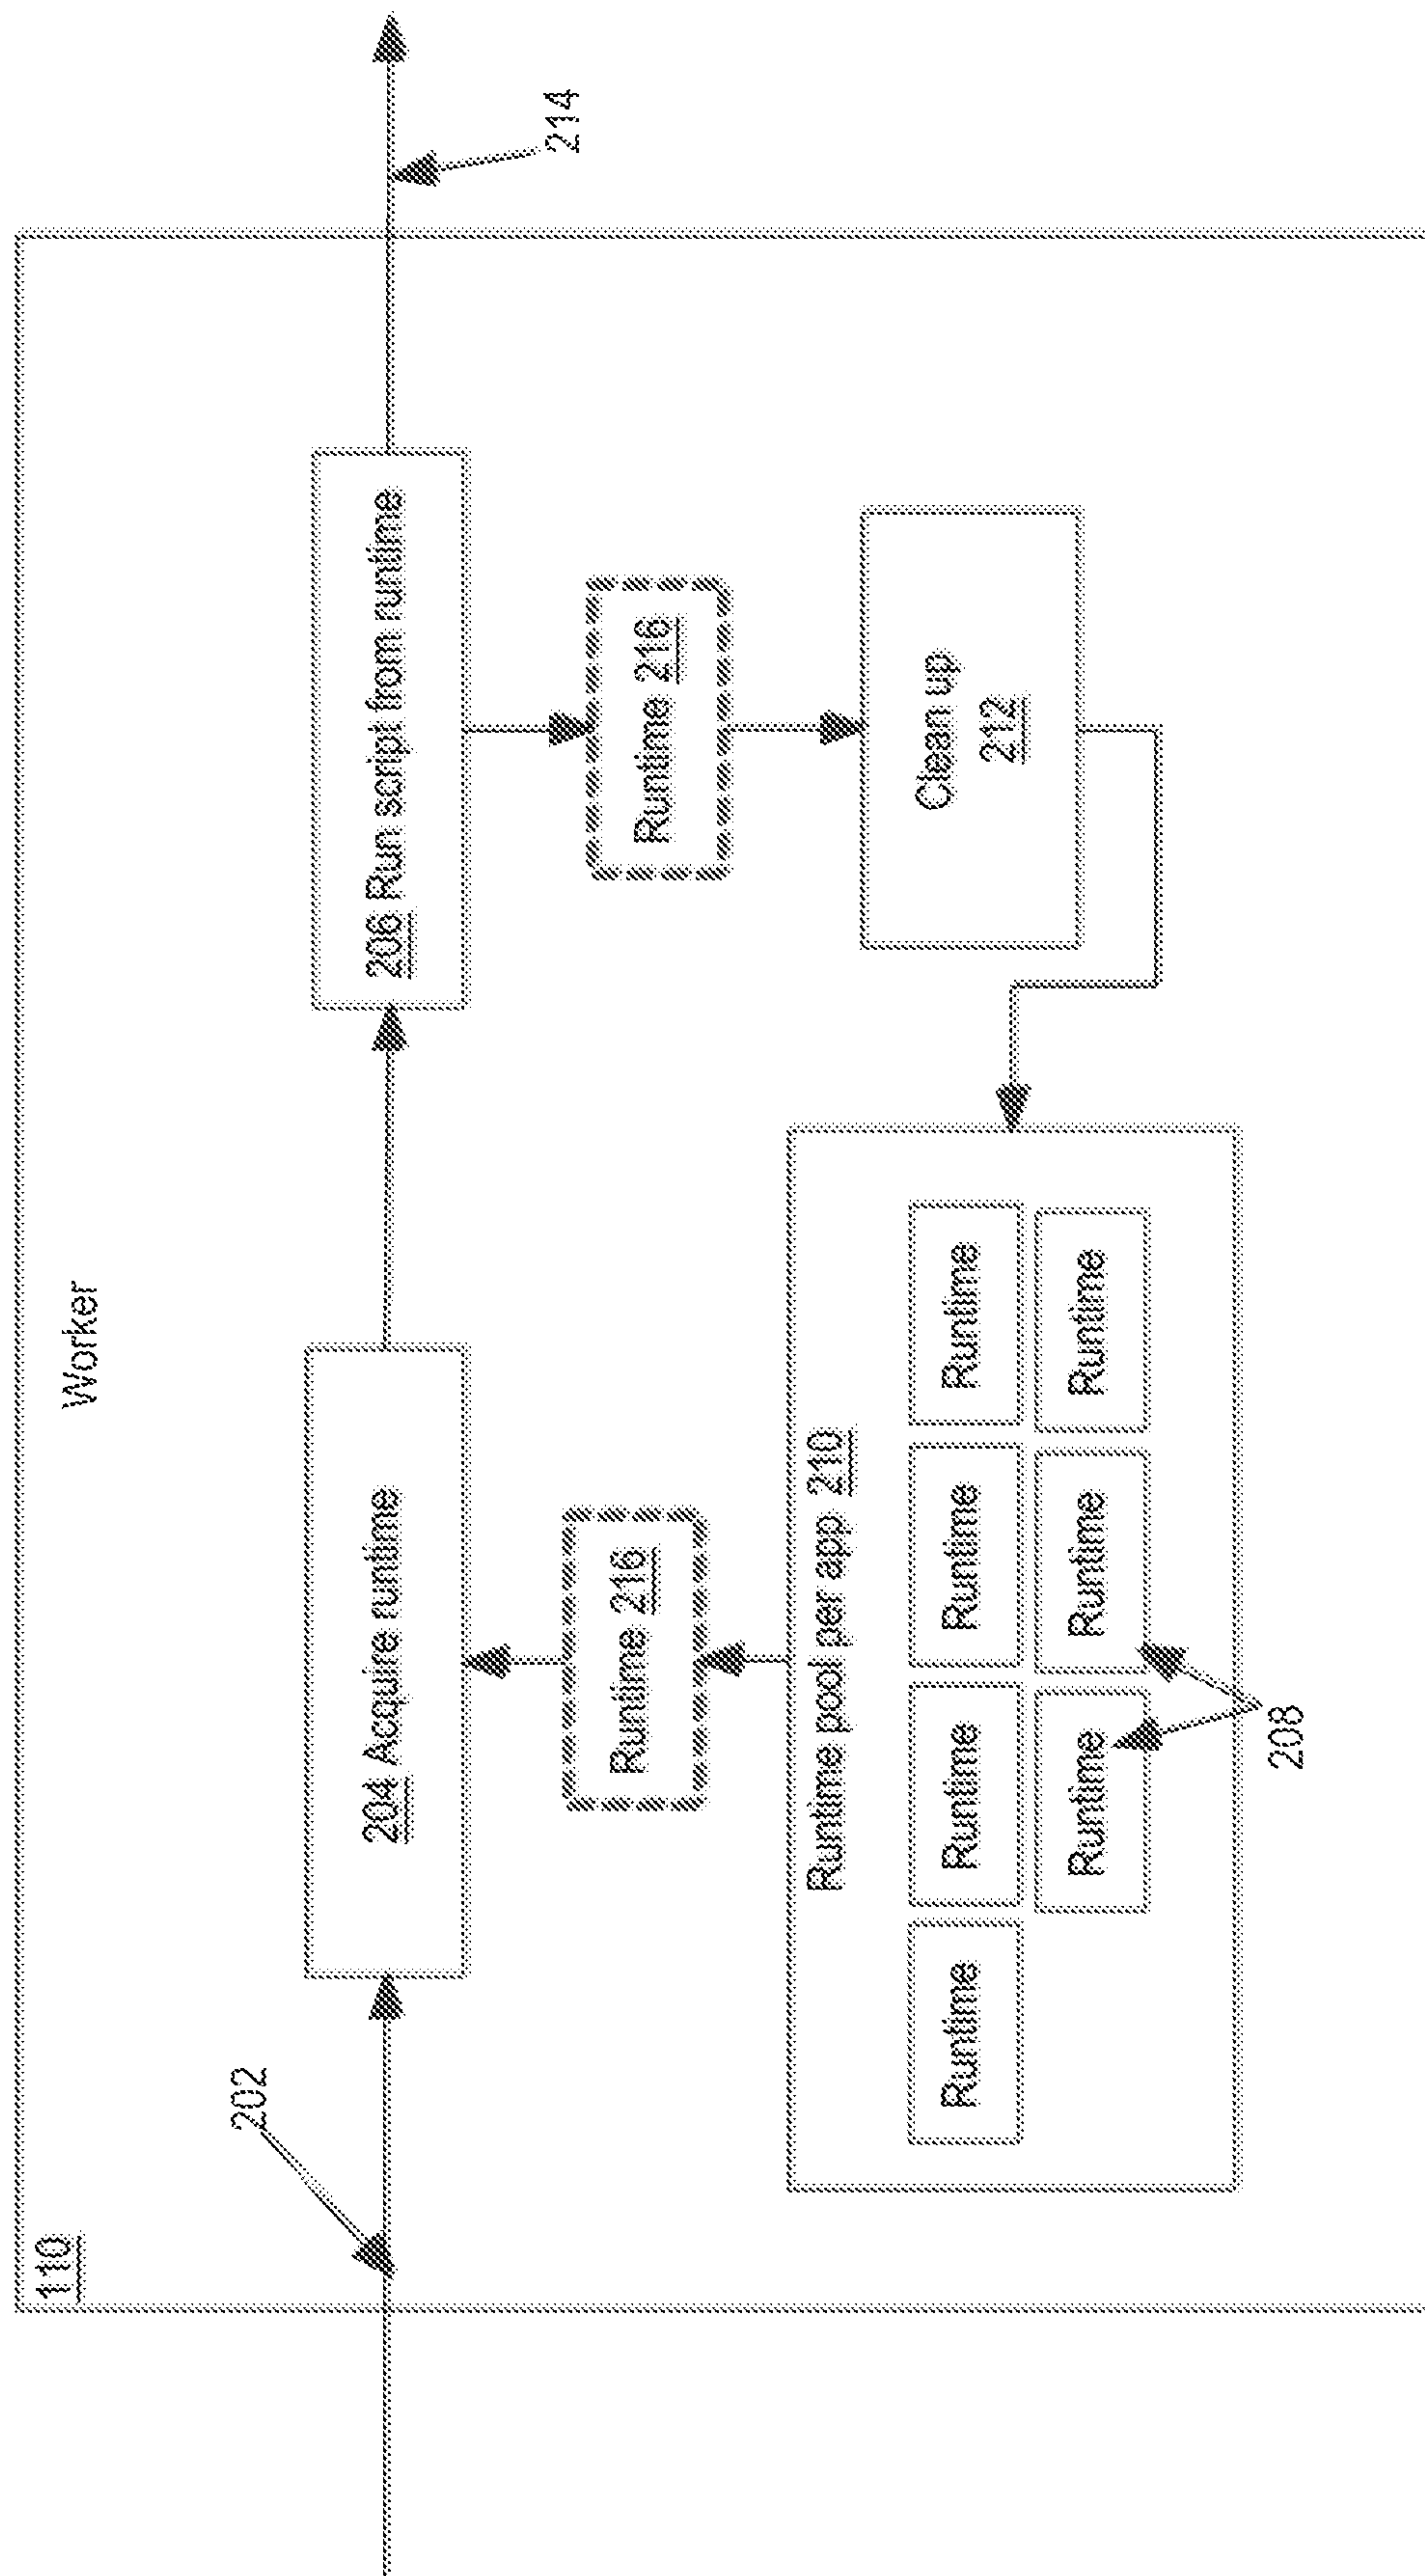 110
Worker
202
204 Acquire runtime
206 Run script from runtime
214
Runtime 216
Runtime 216
Runtime pool per app 210
Clean up
212
Runtime
Runtime
Runtime
Runtime
Runtime
Runtime
Runtime
208